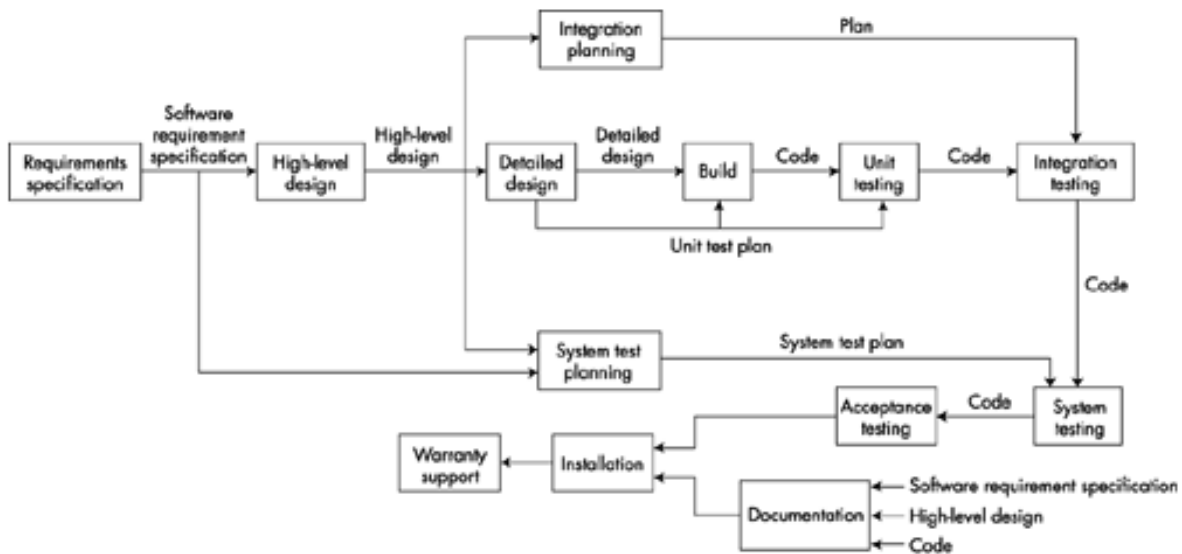 Integration
planning
Plan
Software
requirement
specification
High-level
design
Detailed
design
Code
Code
Requirements
specification
High-level
design
Detailed
design
Build
Unit
testing
Integration
testing
Unit test plan
Code
System test
planning
System test plan
Acceptance
testing
Code
System
testing
Warranty
support
Installation
Documentation
Software requirement specification
High-level design
Code